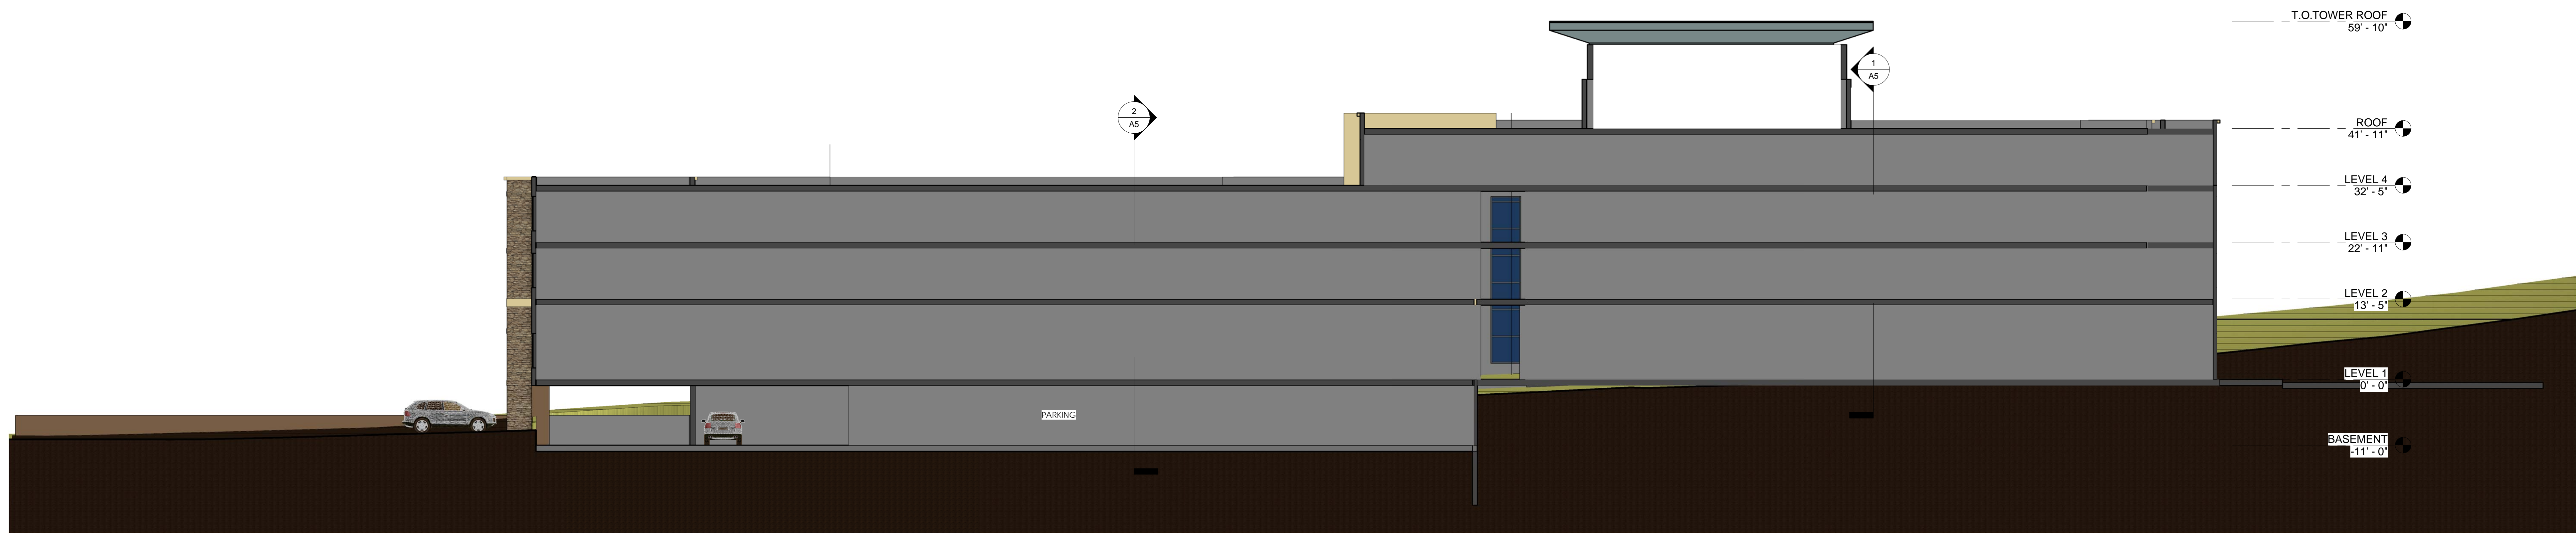 T.O.TOWER ROOF
59' - 10"
1
A5
2
A5
ROOF
41' - 11"
LEVEL 4
32' - 5"
LEVEL 3
22' - 11"
LEVEL 2
13' - 5"
LEVEL 1
0' - 0"
PARKING
BASEMENT
-11' - 0"